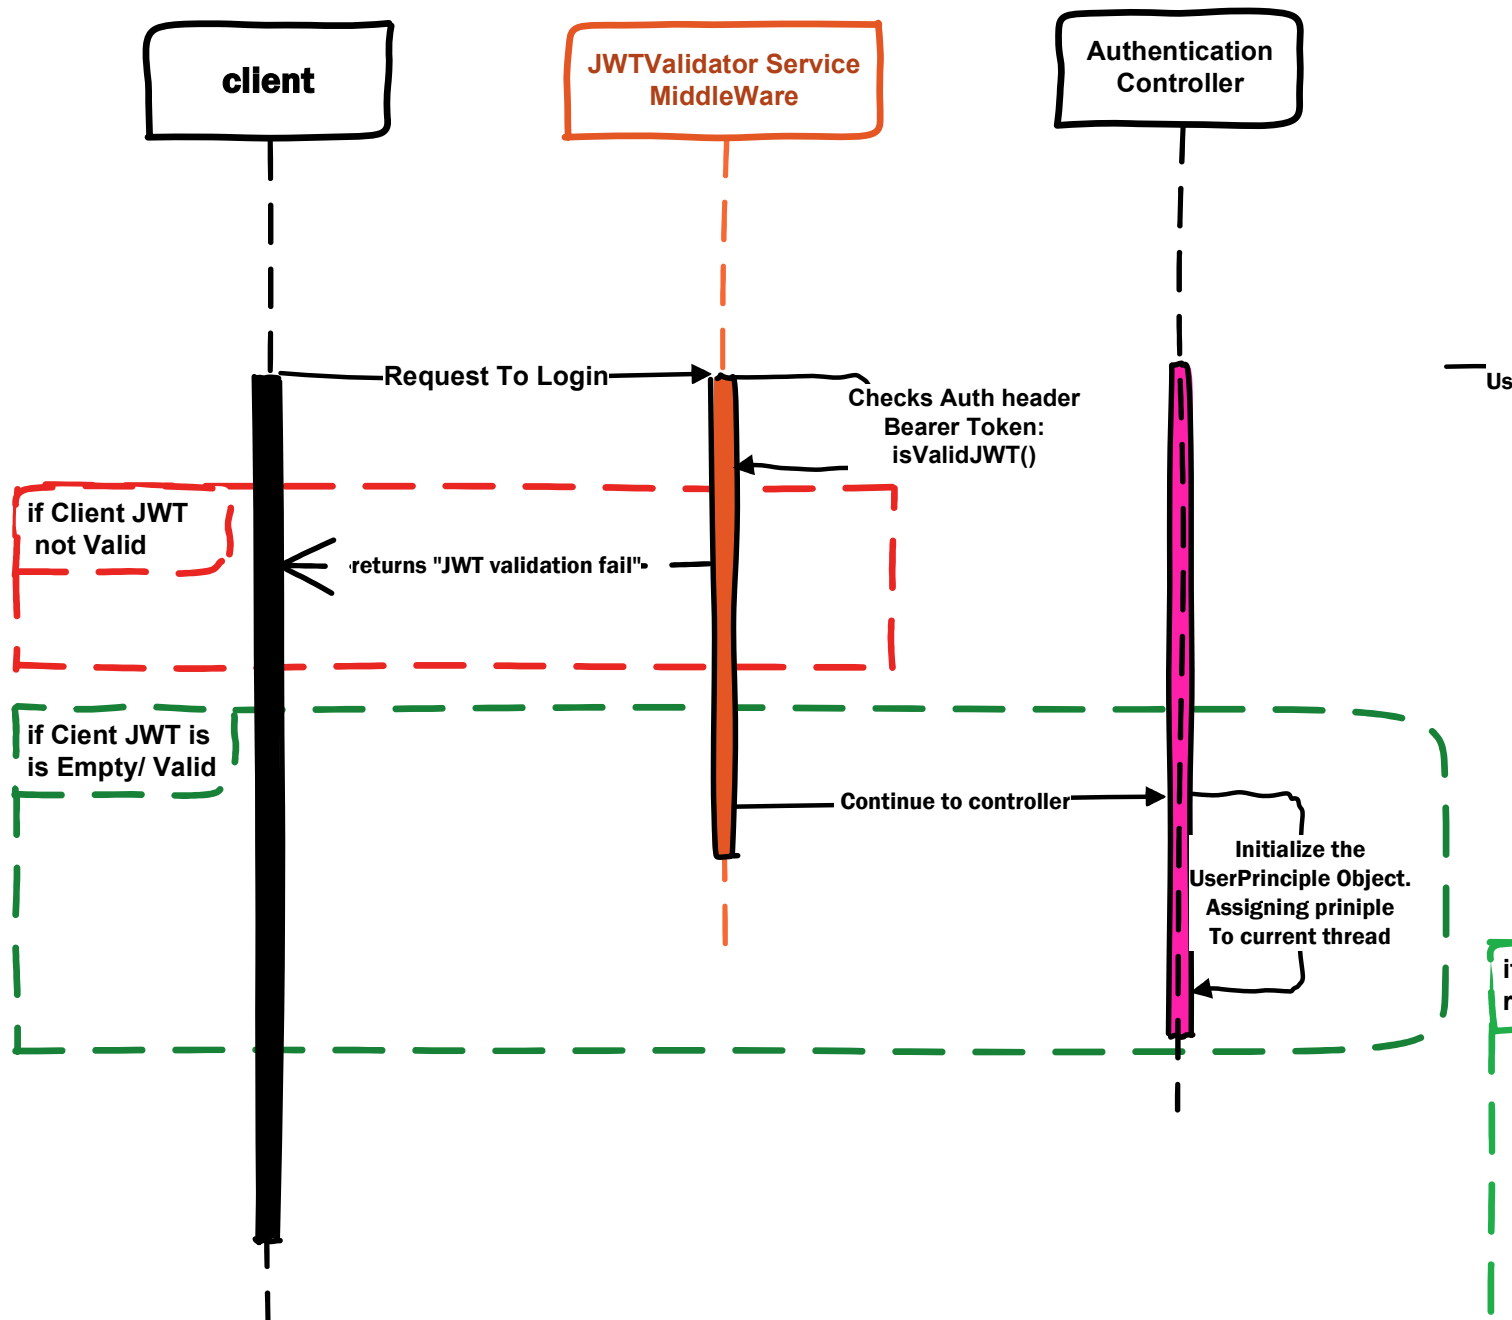 client
JWTValidator Service
MiddleWare
Authentication
Controller
Request To Login
Checks Auth header
Bearer Token:
isValidJWT()
if Client JWT
not Valid
returns "JWT validation fail"
if Cient JWT is
is Empty/ Valid
Continue to controller
Initialize the
UserPrinciple Object.
Assigning priniple
To current thread